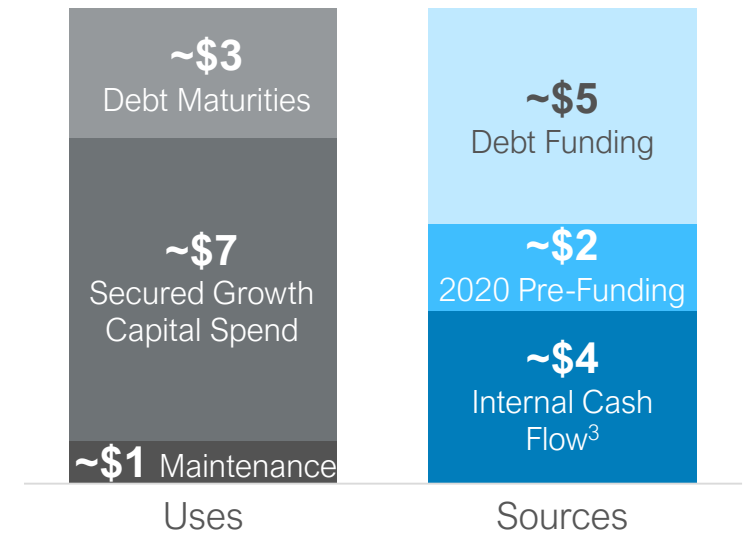 ~$3
Debt Maturities
~$7
Secured Growth
Capital Spend
~$1 Maintenance
Uses
~$5
Debt Funding
~$2
2020 Pre-Funding
~$4
Internal Cash
Flow³
Sources